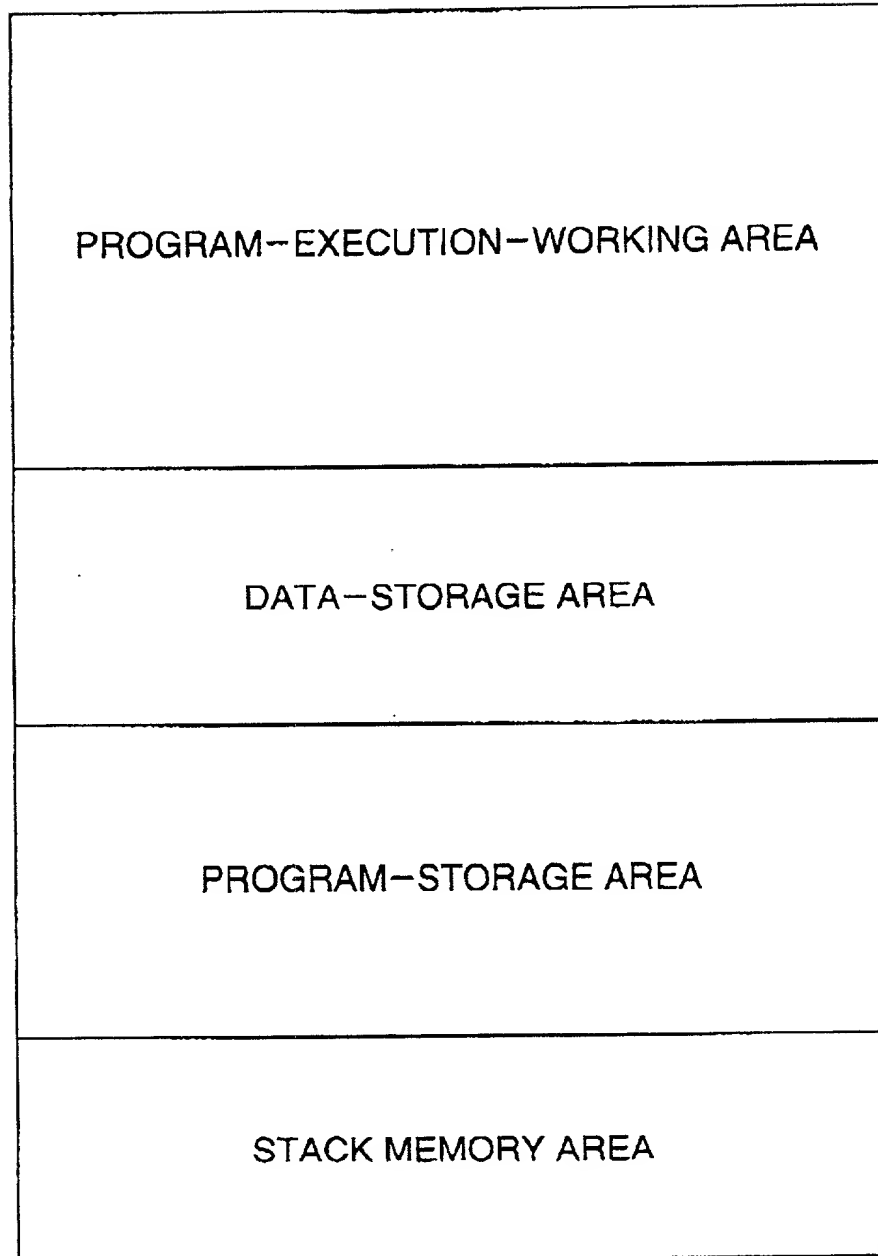 PROGRAM-EXECUTION-WORKING AREA
DATA-STORAGE AREA
PROGRAM-STORAGE AREA
STACK MEMORY AREA